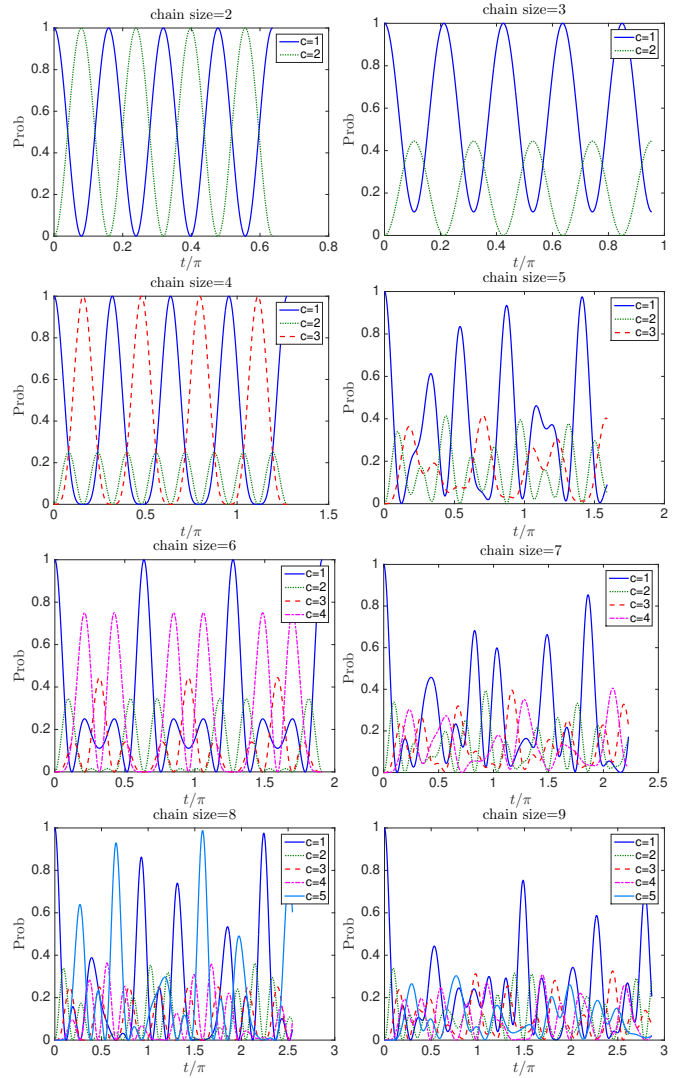 chain size=2
1
0.8
0.6
0.4
0.2
0
Prob
0
0.2
0.4
0.6
0.8
t/π
c=1
c=2
chain size=3
1
0.8
0.6
0.4
0.2
0
Prob
0
0.2
0.4
0.6
0.8
1
t/π
c=1
c=2
chain size=4
1
0.8
0.6
0.4
0.2
0
Prob
0
0.5
1
1.5
t/π
c=1
c=2
c=3
chain size=5
1
0.8
0.6
0.4
0.2
0
Prob
0
0.5
1
1.5
2
t/π
c=1
c=2
c=3
chain size=6
1
0.8
0.6
0.4
0.2
0
Prob
0
0.5
1
1.5
2
t/π
c=1
c=2
c=3
c=4
chain size=7
1
0.8
0.6
0.4
0.2
0
Prob
0
0.5
1
1.5
2
2.5
t/π
c=1
c=2
c=3
c=4
chain size=8
1
0.8
0.6
0.4
0.2
0
Prob
0
0.5
1
1.5
2
2.5
3
t/π
c=1
c=2
c=3
c=4
c=5
chain size=9
1
0.8
0.6
0.4
0.2
0
Prob
0
0.5
1
1.5
2
2.5
3
t/π
c=1
c=2
c=3
c=4
c=5